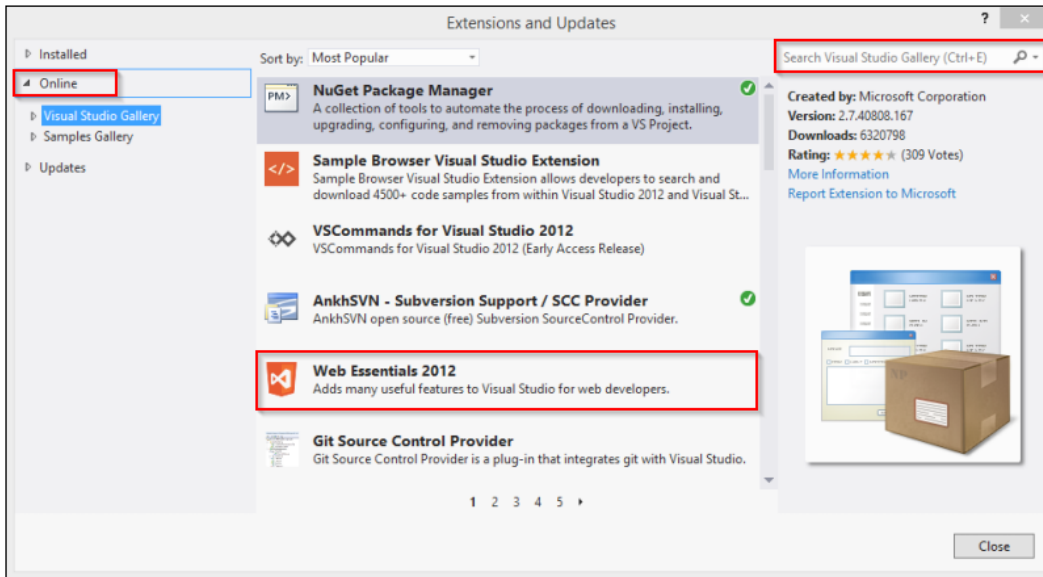 Extensions and Updates
?
Installed
Online
Visual Studio Gallery
Samples Gallery
Updates
Sort by: Most Popular
PM>
NuGet Package Manager
A collection of tools to automate the process of downloading, installing,
upgrading, configuring, and removing packages from a VS Project.
</>
Sample Browser Visual Studio Extension
Sample Browser Visual Studio Extension allows developers to search and
download 4500+ code samples from within Visual Studio 2012 and Visual St...
VSCommands for Visual Studio 2012
VSCommands for Visual Studio 2012 (Early Access Release)
AnkhSVN - Subversion Support / SCC Provider
AnkhSVN open source (free) Subversion SourceControl Provider.
Web Essentials 2012
Adds many useful features to Visual Studio for web developers.
Git Source Control Provider
Git Source Control Provider is a plug-in that integrates git with Visual Studio.
1 2 3 4 5
Search Visual Studio Gallery (Ctrl+E)
Created by: Microsoft Corporation
Version: 2.7.40808.167
Downloads: 6320798
Rating: (309 Votes)
More Information
Report Extension to Microsoft
Close